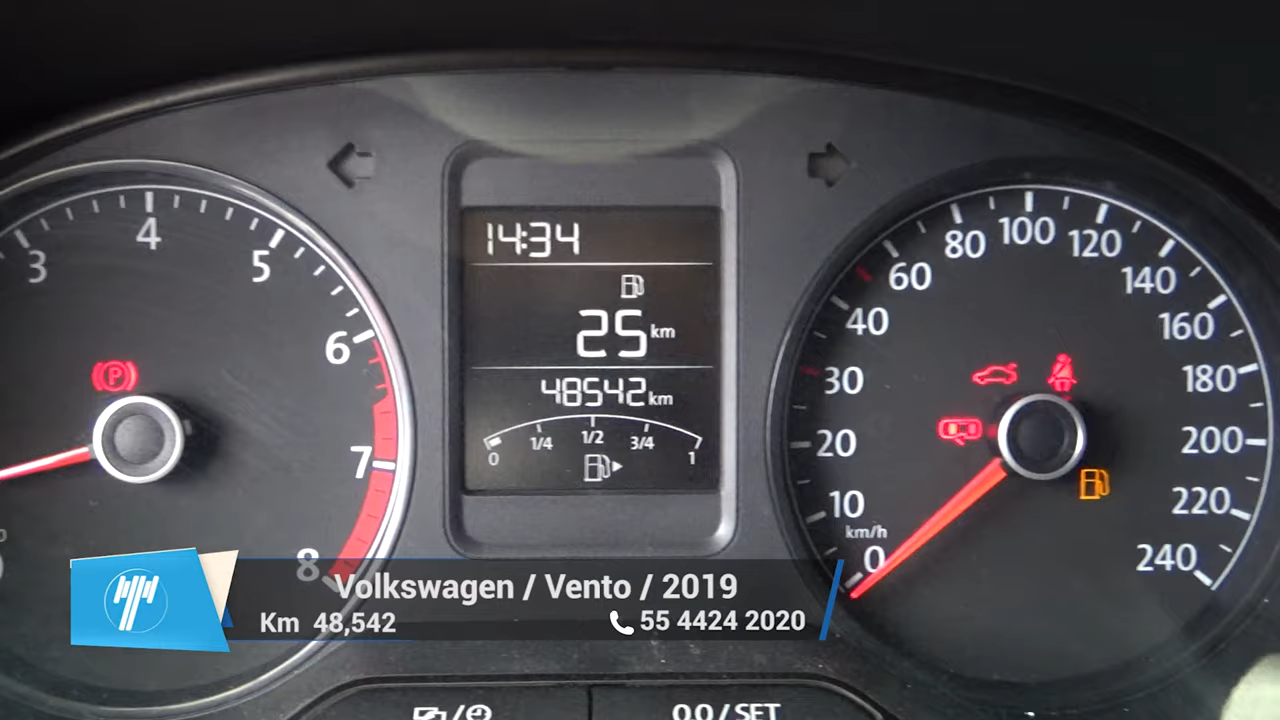 3
4
5
6
7
8
(P)
14:34
25 km
48542 km
0 1/4 1/2 3/4 1
0
10
20
30
40
60
80
100
120
140
160
180
200
220
240
km/h
Volkswagen / Vento / 2019
Km 48,542
55 4424 2020
0.0/SET